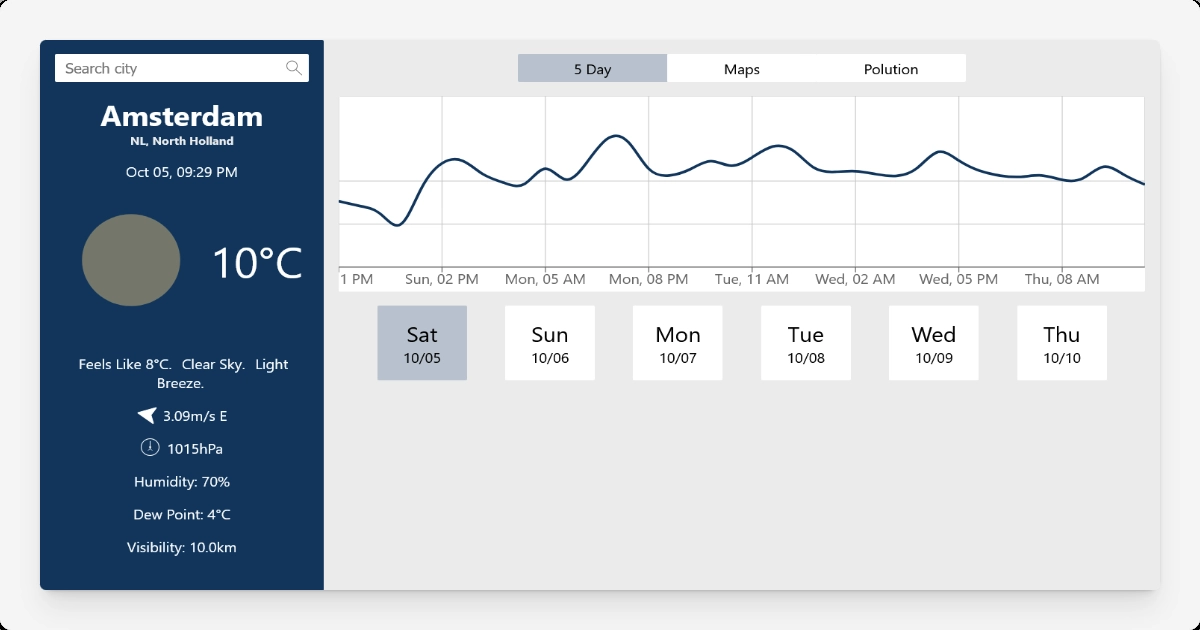 Search city
Amsterdam
NL, North Holland
Oct 05, 09:29 PM
10°C
Feels Like 8°C. Clear Sky. Light
Breeze.
3.09m/s E
1015hPa
Humidity: 70%
Dew Point: 4°C
Visibility: 10.0km
5 Day Maps Polution
1 PM Sun, 02 PM Mon, 05 AM Mon, 08 PM Tue, 11 AM Wed, 02 AM Wed, 05 PM Thu, 08 AM
Sat Sun Mon Tue Wed Thu
10/05 10/06 10/07 10/08 10/09 10/10